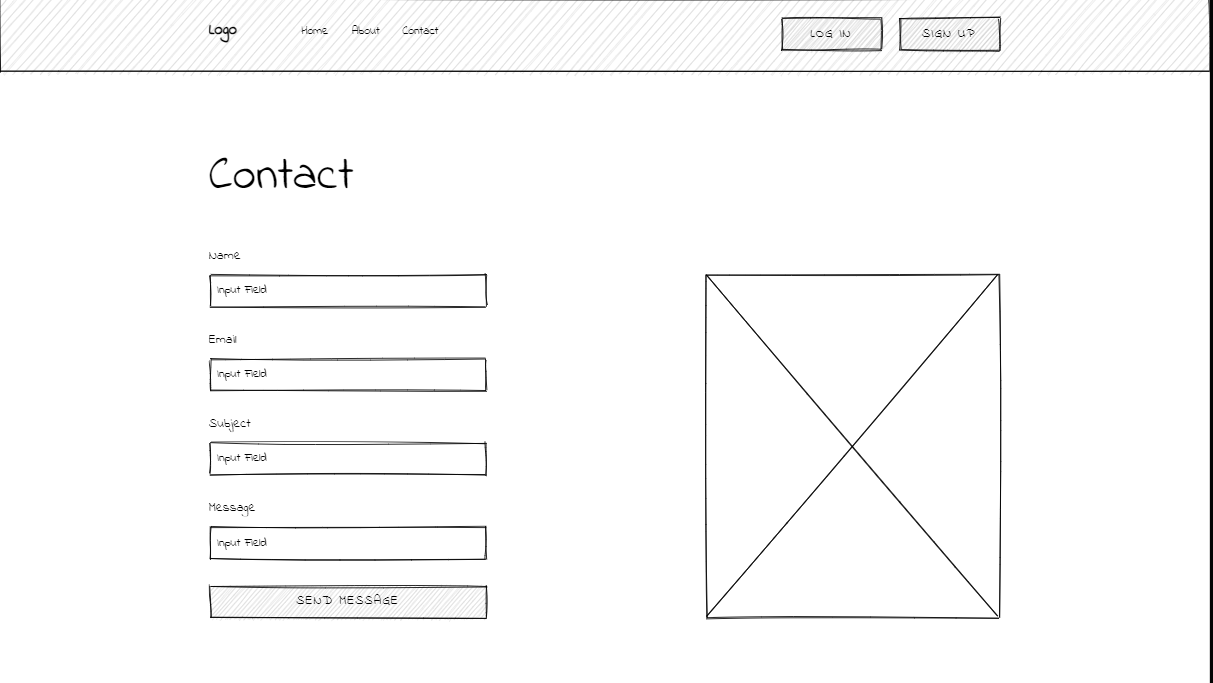 Logo Home About Contact LOG IN SIGN UP
Contact
Name
Input Field
Email
Input Field
Subject
Input Field
Message
Input Field
SEND MESSAGE